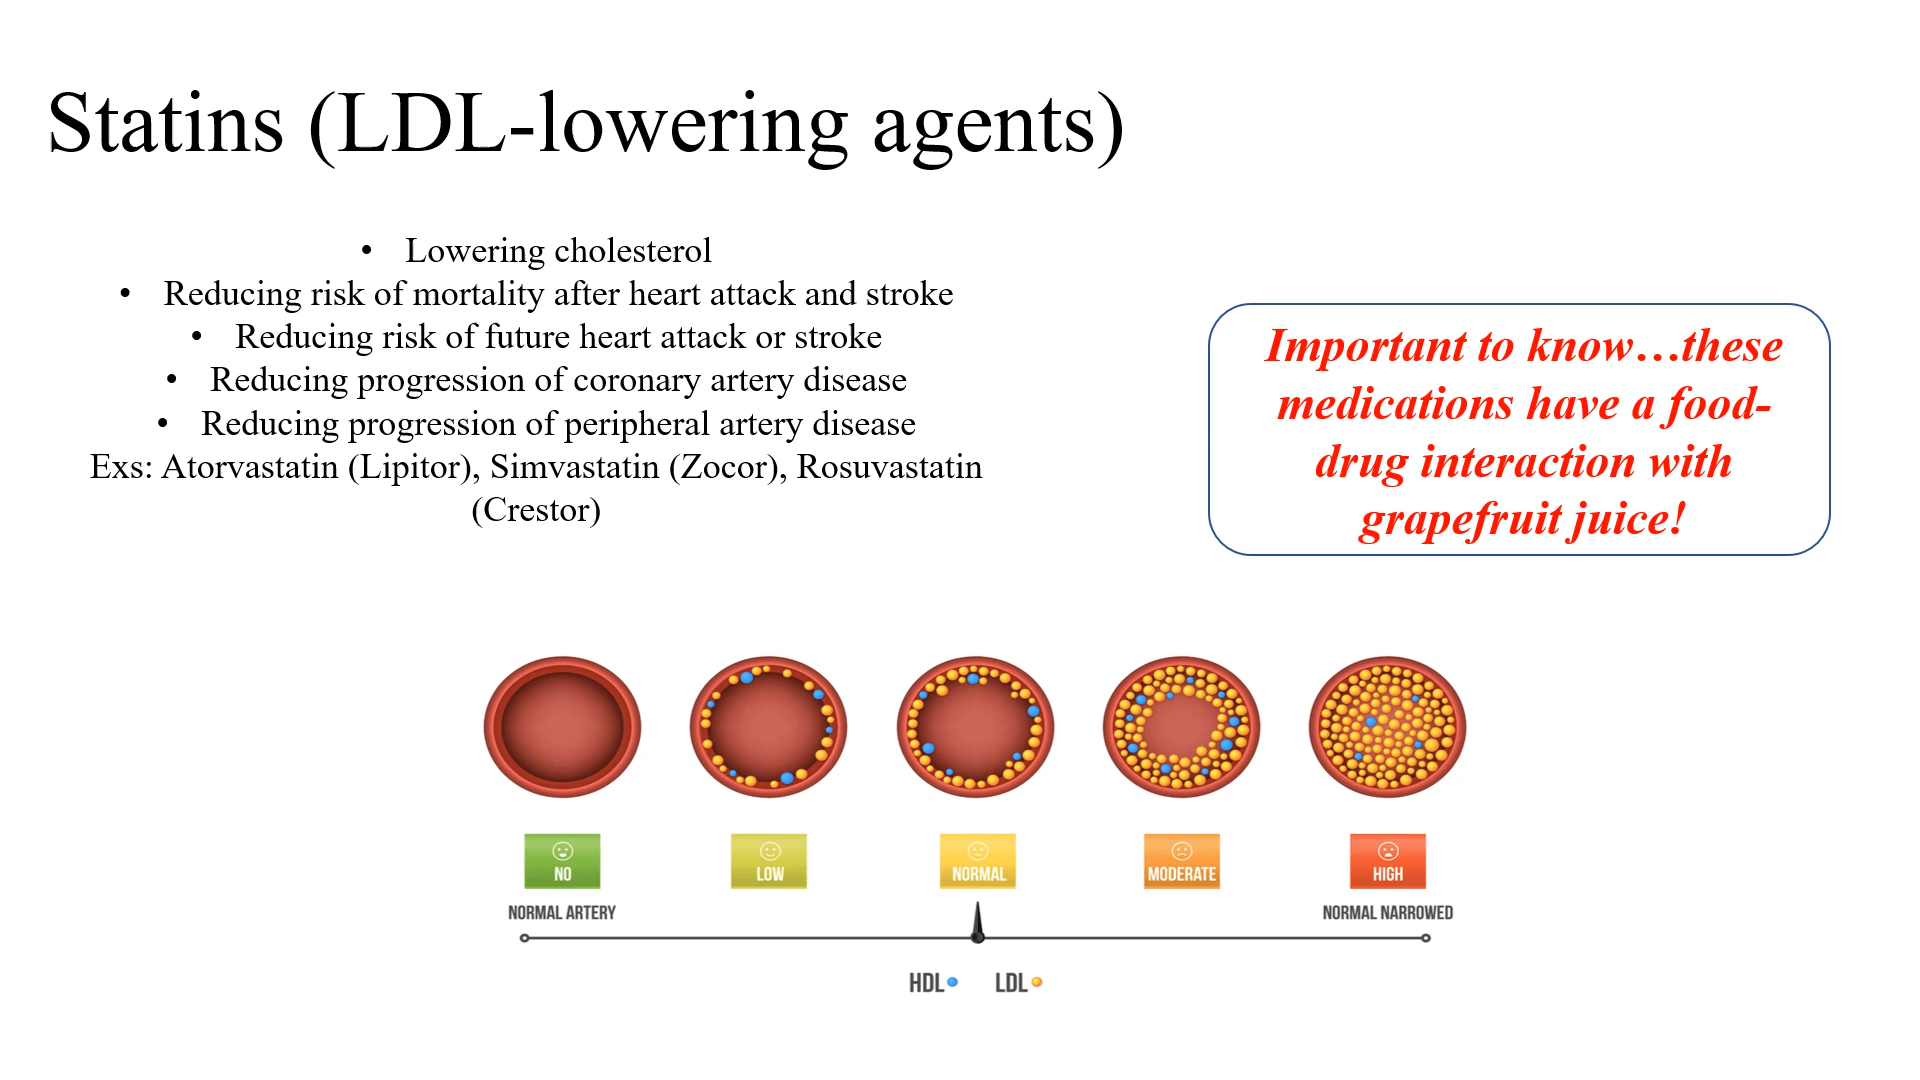 Statins (LDL-lowering agents)
• Lowering cholesterol
• Reducing risk of mortality after heart attack and stroke
• Reducing risk of future heart attack or stroke
• Reducing progression of coronary artery disease
• Reducing progression of peripheral artery disease
Exs: Atorvastatin (Lipitor), Simvastatin (Zocor), Rosuvastatin
(Crestor)
Important to know…these
medications have a food-
drug interaction with
grapefruit juice!
NO
LOW
NORMAL
MODERATE
HIGH
NORMAL ARTERY
NORMAL NARROWED
HDL
LDL